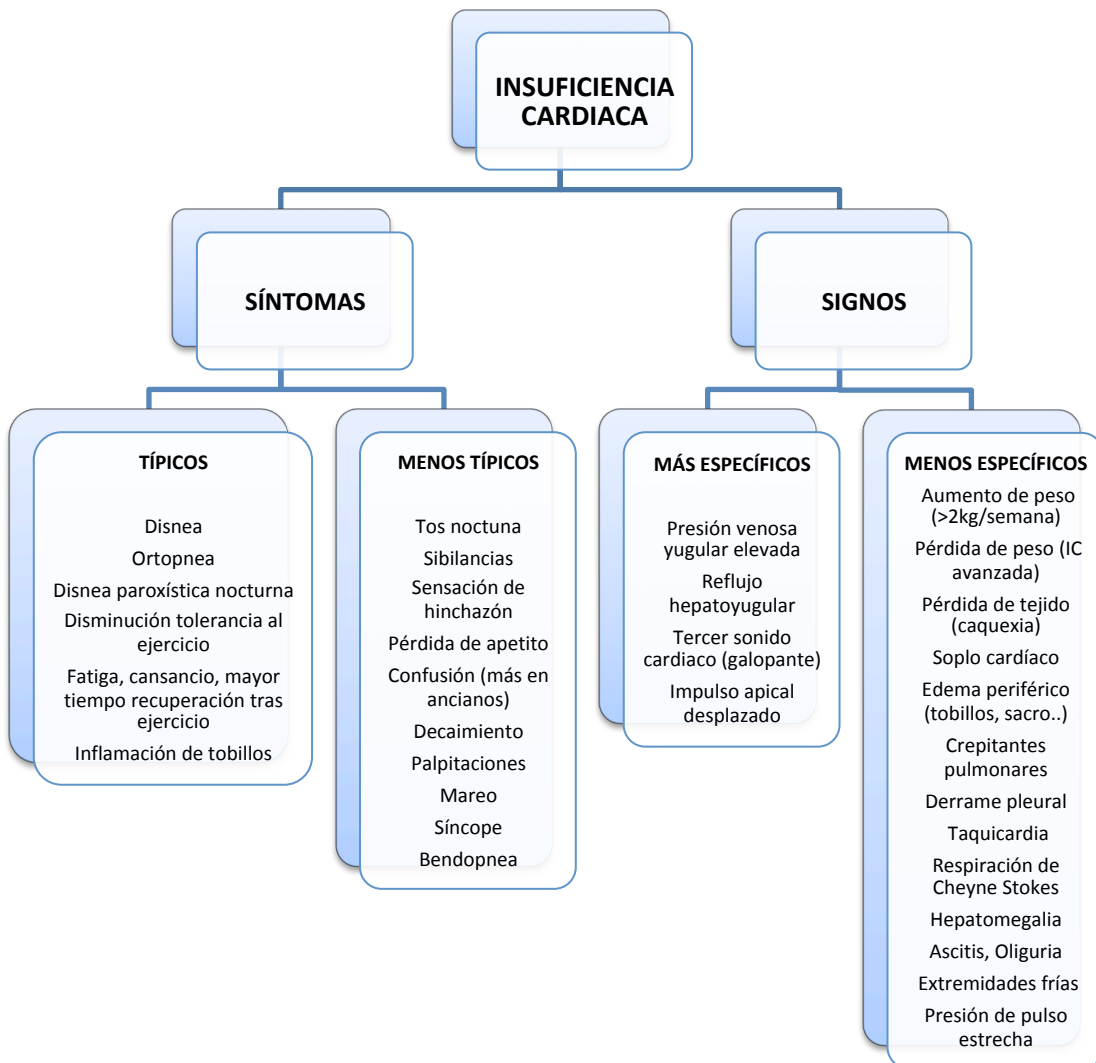 INSUFICIENCIA
CARDIACA
SÍNTOMAS
SIGNOS
TÍPICOS
Disnea
Ortopnea
Disnea paroxística nocturna
Disminución tolerancia al
ejercicio
Fatiga, cansancio, mayor
tiempo recuperación tras
ejercicio
Inflamación de tobillos
MENOS TÍPICOS
Tos noctuna
Sibilancias
Sensación de
hinchazón
Pérdida de apetito
Confusión (más en
ancianos)
Decaimiento
Palpitaciones
Mareo
Síncope
Bendopnea
MÁS ESPECÍFICOS
Presión venosa
yugular elevada
Reflujo
hepatoyugular
Tercer sonido
cardiaco (galopante)
Impulso apical
desplazado
MENOS ESPECÍFICOS
Aumento de peso
(>2kg/semana)
Pérdida de peso (IC
avanzada)
Pérdida de tejido
(caquexia)
Soplo cardíaco
Edema periférico
(tobillos, sacro..)
Crepitantes
pulmonares
Derrame pleural
Taquicardia
Respiración de
Cheyne Stokes
Hepatomegalia
Ascitis, Oliguria
Extremidades frías
Presión de pulso
estrecha